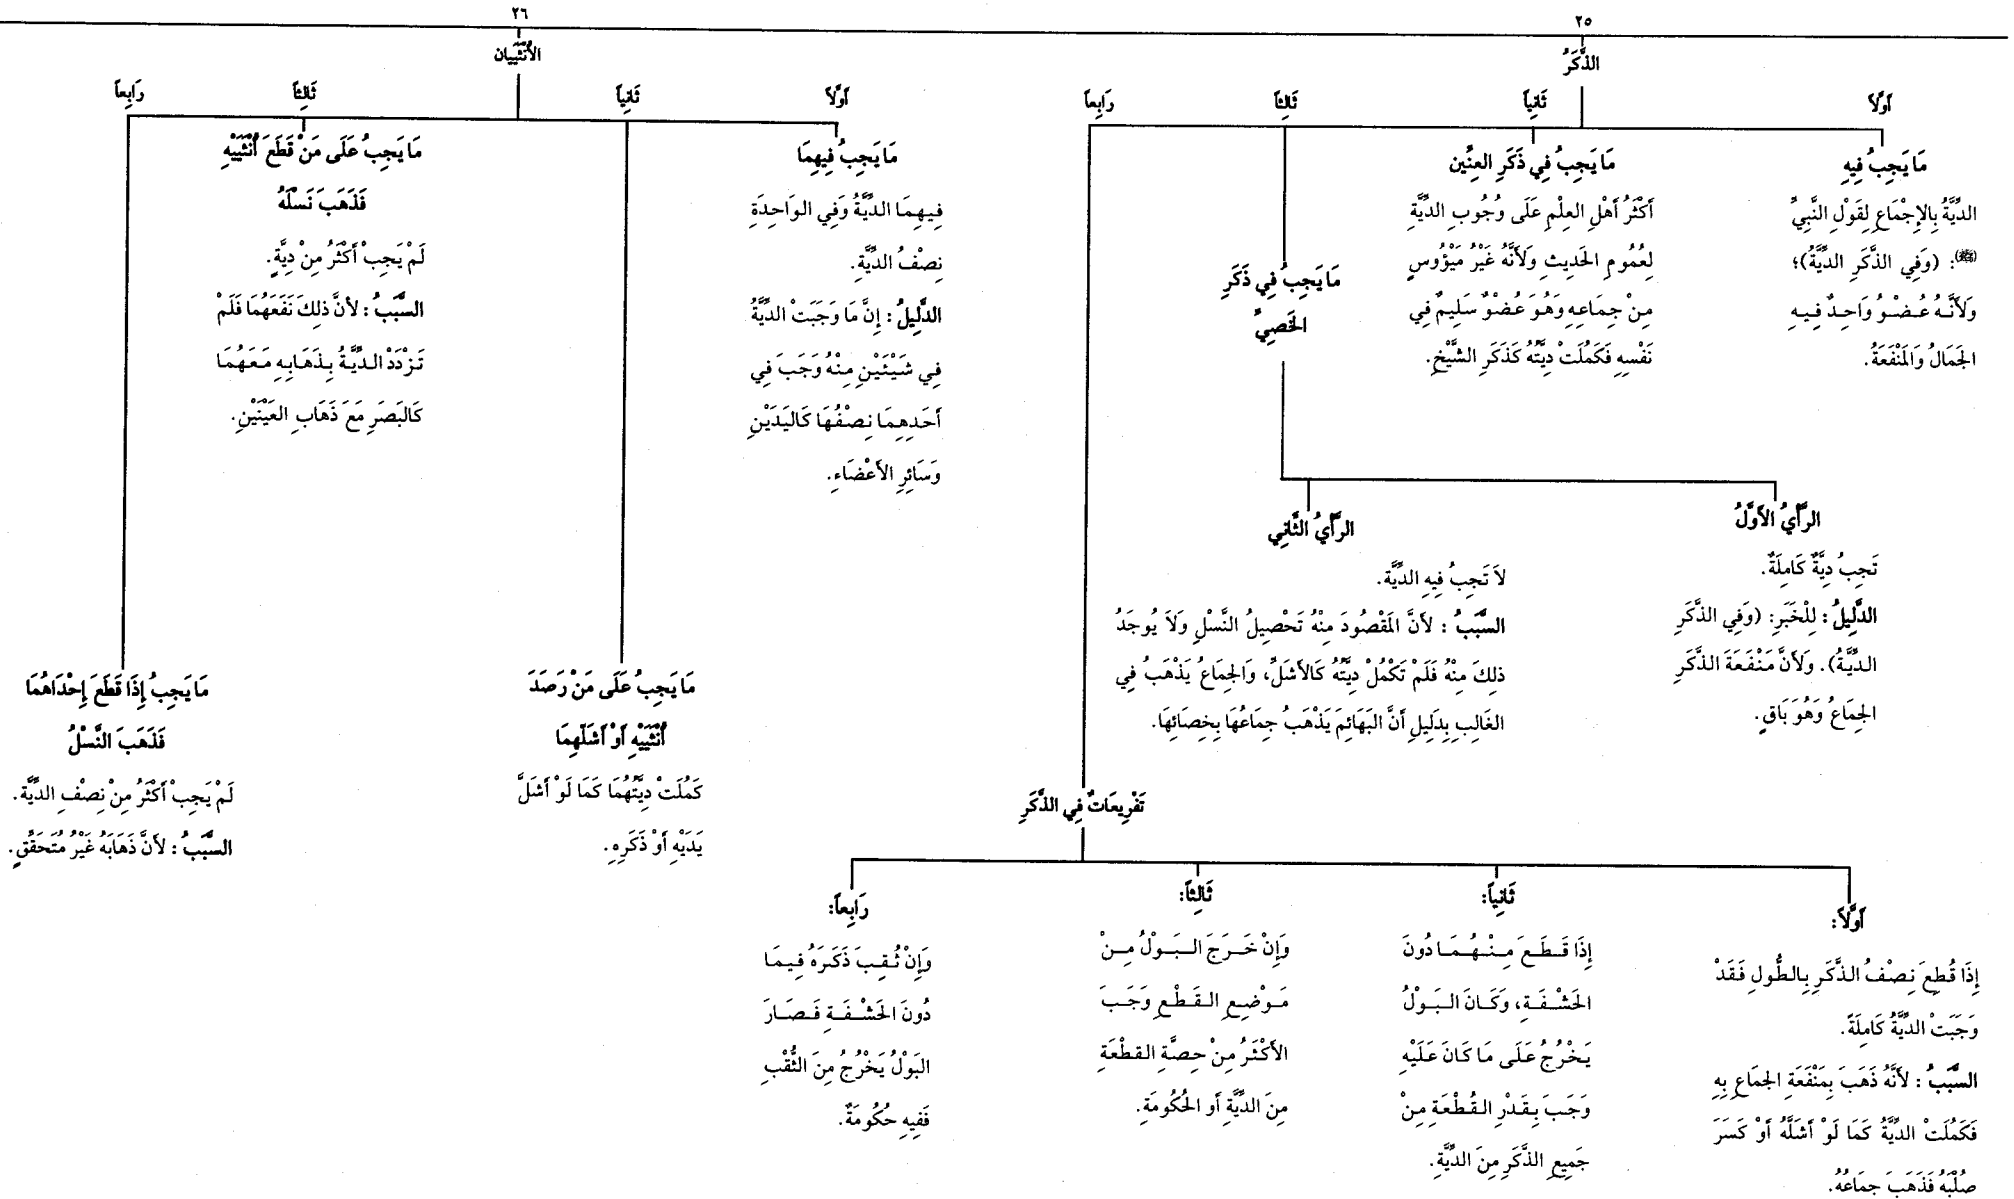 ٢٥
الذَّكَرُ
أَوَّلاً
مَا يَجِبُ فِيهِ
الدِّيَّةُ بِالإِجْمَاعِ لِقَوْلِ النَّبِيِّ
(ﷺ): (وَفِي الذَّكَرِ الدِّيَّةُ)؛
وَلأَنَّهُ عُضْوٌ وَاحِدٌ فِيهِ
الجَمَالُ وَالمَنْفَعَةُ.
ثَانِياً
مَا يَجِبُ فِي ذَكَرِ العِنِّين
أَكْثَرُ أَهْلِ العِلْمِ عَلَى وُجُوبِ الدِّيَّةِ
لِعُمُومِ الحَدِيثِ وَلأَنَّهُ غَيْرُ مَيْؤُوسٍ
مِنْ جِمَاعِهِ وَهُوَ عُضْوٌ سَلِيمٌ فِي
نَفْسِهِ فَكَمُلَتْ دِيَّتُهُ كَذَكَرِ الشَّيْخِ.
ثَالِثاً
مَا يَجِبُ فِي ذَكَرِ
الخَصِيِّ
الرَّأْيُ الأَوَّلُ
تَجِبُ دِيَّةٌ كَامِلَةٌ.
الدَّلِيلُ: لِلْخَبَرِ: (وَفِي الذَّكَرِ
الدِّيَّةُ). وَلأَنَّ مَنْفَعَةَ الذَّكَرِ
الجِمَاعُ وَهُوَ بَاقٍ.
الرَّأْيُ الثَّانِي
لاَ تَجِبُ فِيهِ الدِّيَّة.
السَّبَبُ: لأَنَّ المَقْصُودَ مِنْهُ تَحْصِيلُ النَّسْلِ وَلاَ يُوجَدُ
ذلِكَ مِنْهُ فَلَمْ تَكْمُلْ دِيَّتُهُ كَالأَشَلِّ، وَالجِمَاعُ يَذْهَبُ فِي
الغَالِبِ بِدَلِيلِ أَنَّ البَهَائِمَ يَذْهَبُ جِمَاعُهَا بِخِصَائِهَا.
رَابِعاً
تَفْرِيعَاتٌ فِي الذَّكَرِ
أَوَّلاً:
إِذَا قُطِعَ نِصْفُ الذَّكَرِ بِالطُّولِ فَقَدْ
وَجَبَتْ الدِّيَّةُ كَامِلَةً.
السَّبَبُ: لأَنَّهُ ذَهَبَ بِمَنْفَعَةِ الجِمَاعِ بِهِ
فَكَمُلَتْ الدِّيَّةُ كَمَا لَوْ أَشَلَّهُ أَوْ كَسَرَ
صُلْبَهُ فَذَهَبَ جِمَاعُهُ.
ثَانِياً:
إِذَا قَطَعَ مِنْهُمَا دُونَ
الحَشْفَةِ، وَكَانَ البَوْلُ
يَخْرُجُ عَلَى مَا كَانَ عَلَيْهِ
وَجَبَ بِقَدْرِ القُطْعَةِ مِنْ
جَمِيعِ الذَّكَرِ مِنَ الدِّيَّةِ.
ثَالِثاً:
وَإِنْ خَرَجَ البَوْلُ مِنْ
مَوْضِعِ القَطْعِ وَجَبَ
الأَكْثَرُ مِنْ حِصَّةِ القطْعَةِ
مِنَ الدِّيَّةِ أَو الحُكُومَةِ.
رَابِعاً:
وَإِنْ ثُقِبَ ذَكَرَهُ فِيمَا
دُونَ الحَشْفَةِ فَصَارَ
البَوْلُ يَخْرُجُ مِنَ الثُّقْبِ
فَفِيهِ حُكُومَةٌ.
٢٦
الأُنْثَيَيان
أَوَّلاً
مَا يَجِبُ فِيهِمَا
فِيهِمَا الدِّيَّةُ وَفِي الوَاحِدَةِ
نِصْفُ الدِّيَّةِ.
الدَّلِيلُ: إِنَّ مَا وَجَبَتْ الدِّيَّةُ
فِي شَيْئَيْنِ مِنْهُ وَجَبَ فِي
أَحَدِهِمَا نِصْفُهَا كَاليَدَيْنِ
وَسَائِرِ الأَعْضَاءِ.
ثَانِياً
مَا يَجِبُ عَلَى مَنْ رَصَدَ
أُنْثَيَيْهِ أَوْ أَشَلَّهِمَا
كَمُلَتْ دِيَّتُهُمَا كَمَا لَوْ أَشَلَّ
يَدَيْهِ أَوْ ذَكَرِهِ.
ثَالِثاً
مَا يَجِبُ عَلَى مَنْ قَطَعَ أُنْثَيَيْهِ
فَذَهَبَ نَسْلُهُ
لَمْ يَجِبْ أَكْثَرُ مِنْ دِيَّةٍ.
السَّبَبُ: لأَنَّ ذلِكَ نَفَعَهُمَا فَلَمْ
تَزْدَدْ الدِّيَّةُ بِذَهَابِهِ مَعَهُمَا
كَالبَصَرِ مَعَ ذَهَابِ العَيْنَيْنِ.
رَابِعاً
مَا يَجِبُ إِذَا قَطَعَ إِحْدَاهُمَا
فَذَهَبَ النَّسْلُ
لَمْ يَجِبْ أَكْثَرُ مِنْ نِصْفِ الدِّيَّة.
السَّبَبُ: لأَنَّ ذَهَابَهُ غَيْرُ مُتَحَقِّقٍ.